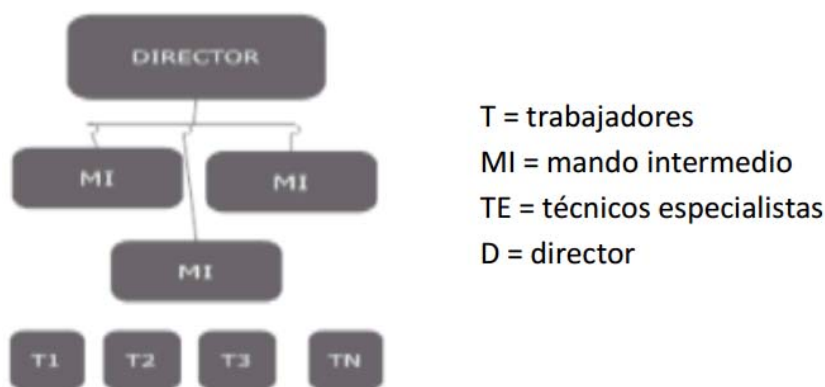 DIRECTOR
MI
MI
MI
T1
T2
T3
TN
T = trabajadores
MI = mando intermedio
TE = técnicos especialistas
D = director